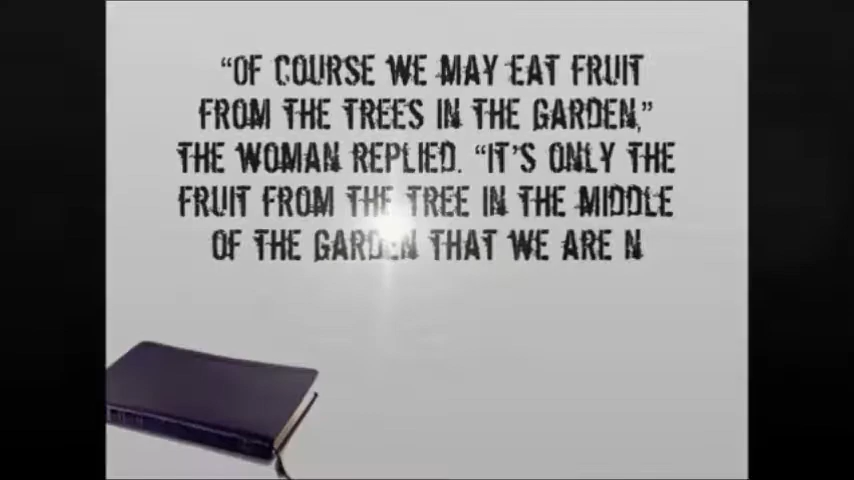 “OF COURSE WE MAY EAT FRUIT
FROM THE TREES IN THE GARDEN,”
THE WOMAN REPLIED. “IT’S ONLY THE
FRUIT FROM THE TREE IN THE MIDDLE
OF THE GARDEN THAT WE ARE N